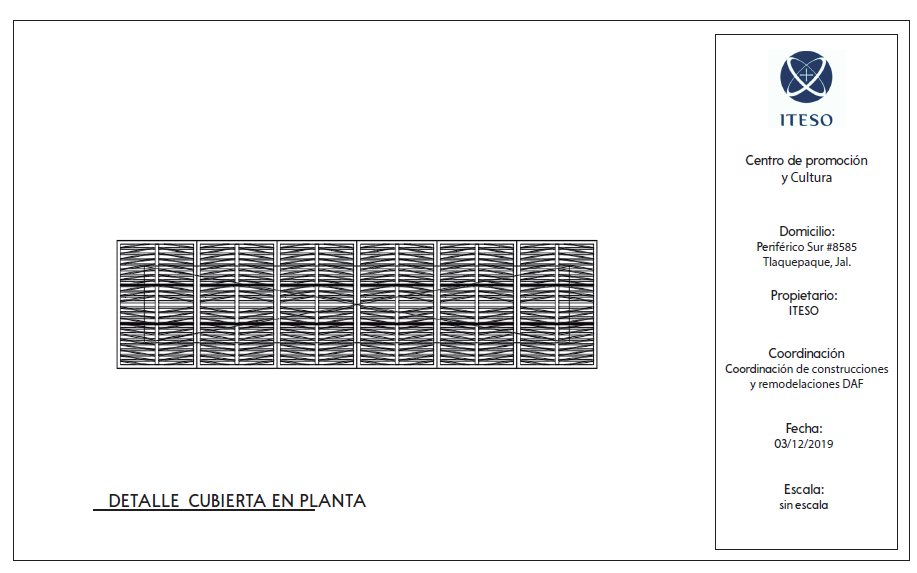 ITESO
Centro de promoción
y Cultura
Domicilio:
Periférico Sur #8585
Tlaquepaque, Jal.
Propietario:
ITESO
Coordinación
Coordinación de construcciones
y remodelaciones DAF
Fecha:
03/12/2019
Escala:
sin escala
DETALLE CUBIERTA EN PLANTA